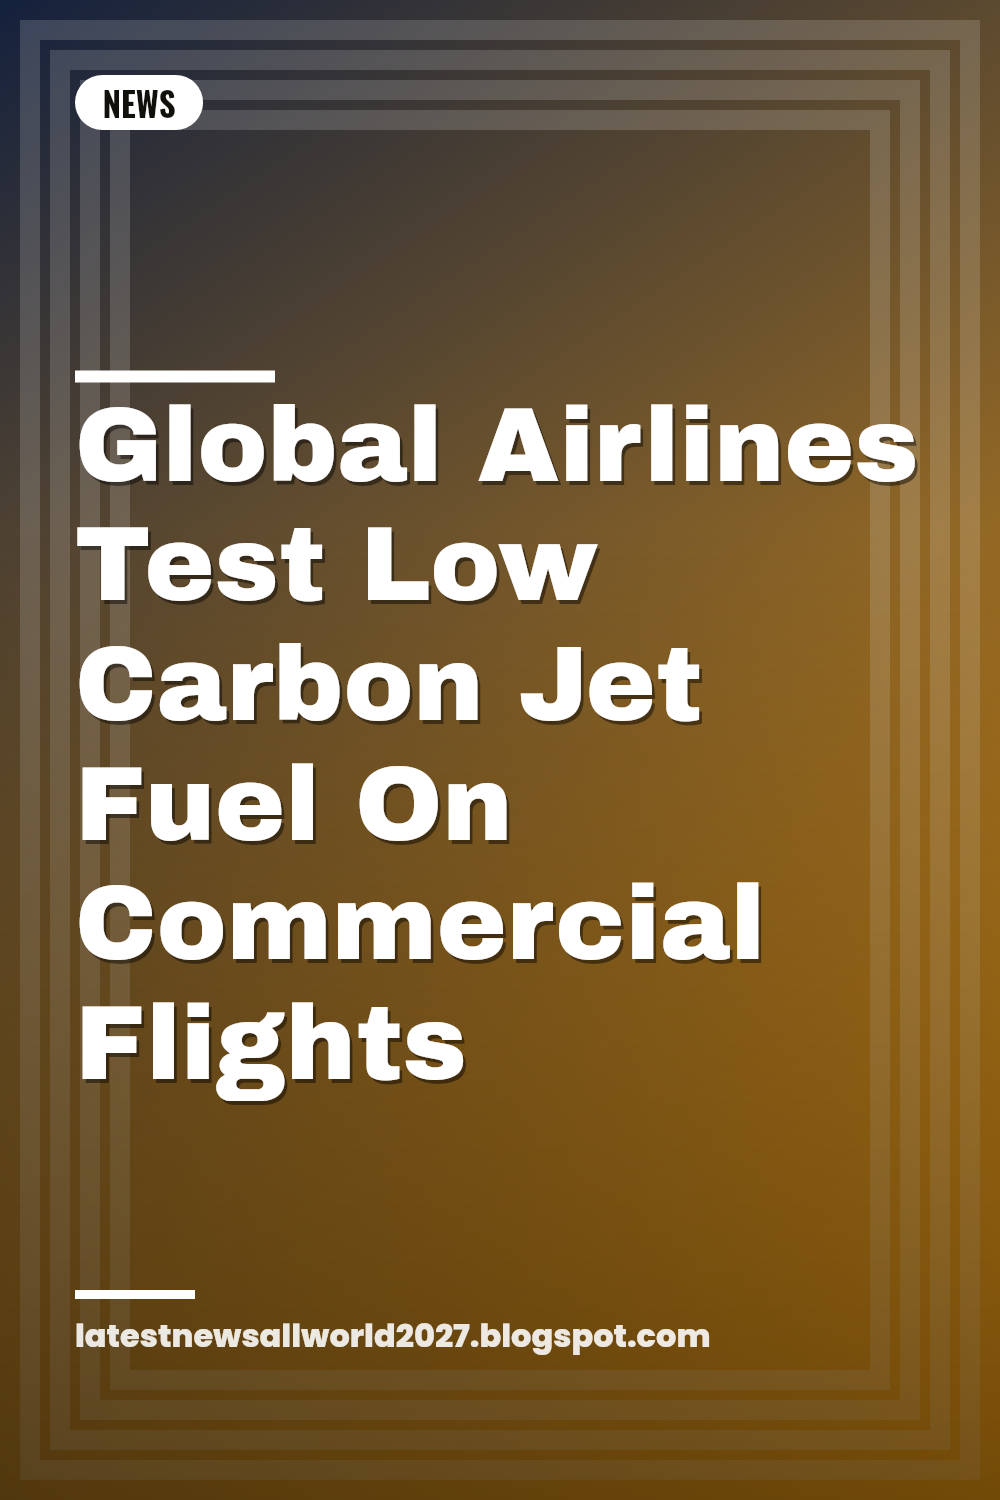 NEWS
Global Airlines
Test Low
Carbon Jet
Fuel On
Commercial
Flights
latestnewsallworld2027.blogspot.com